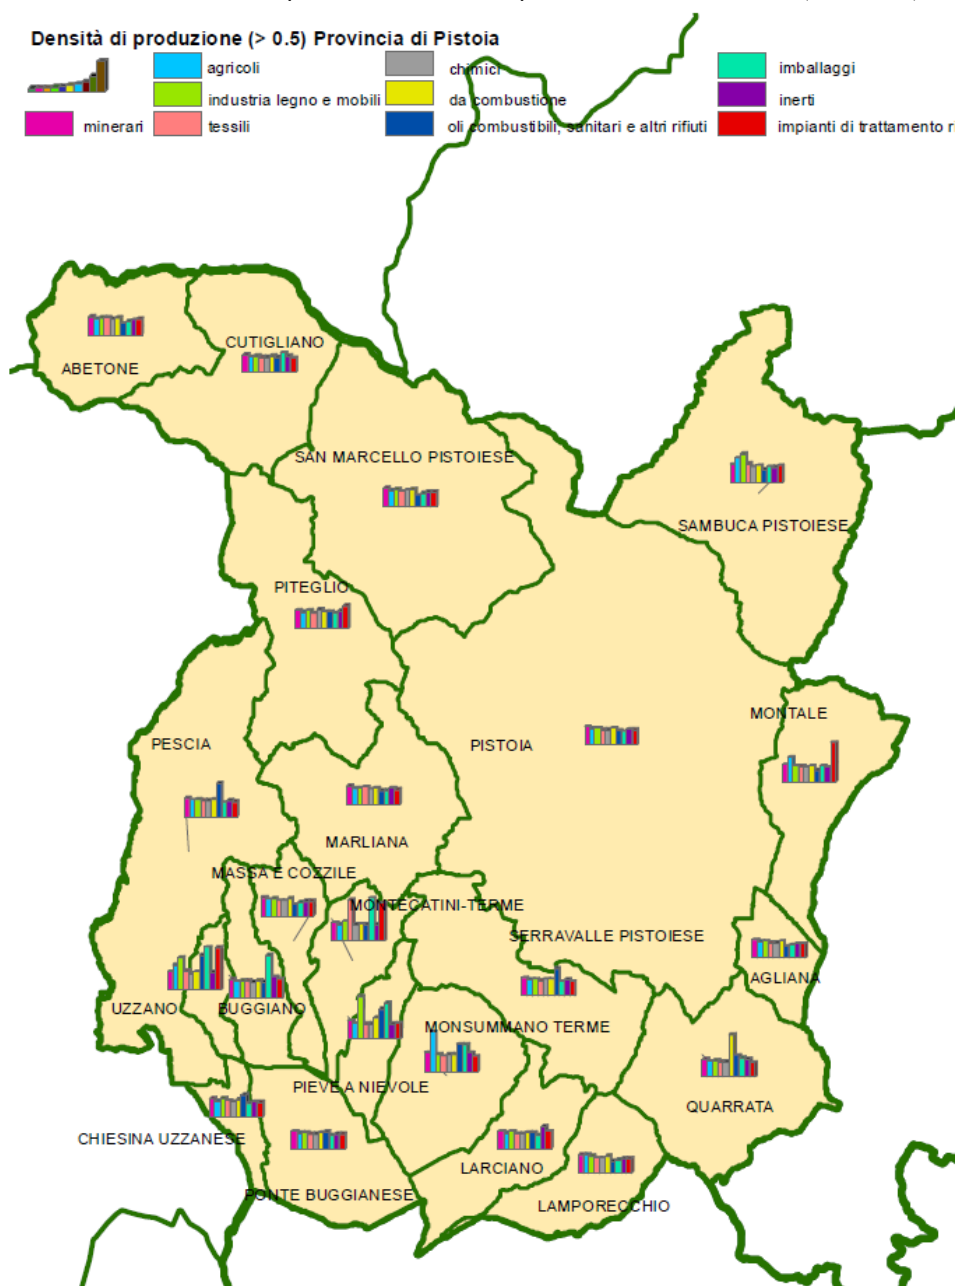 Densità di produzione (> 0.5) Provincia di Pistoia
agricoli
chimici
imballaggi
industria legno e mobili
da combustione
inerti
minerari
tessili
oli combustibili, sanitari e altri rifiuti
impianti di trattamento
ABETONE
CUTIGLIANO
SAN MARCELLO PISTOIESE
SAMBUCA PISTOIESE
PITEGLIO
MONTALE
PESCIA
PISTOIA
MARLIANA
MASSA E COZZILE
MONTECATINI-TERME
SERRAVALLE PISTOIESE
AGLIANA
UZZANO
BUGGIANO
MONSUMMANO TERME
PIEVE A NIEVOLE
QUARRATA
CHIESINA UZZANESE
LARCIANO
PONTE BUGGIANESE
LAMPORECCHIO